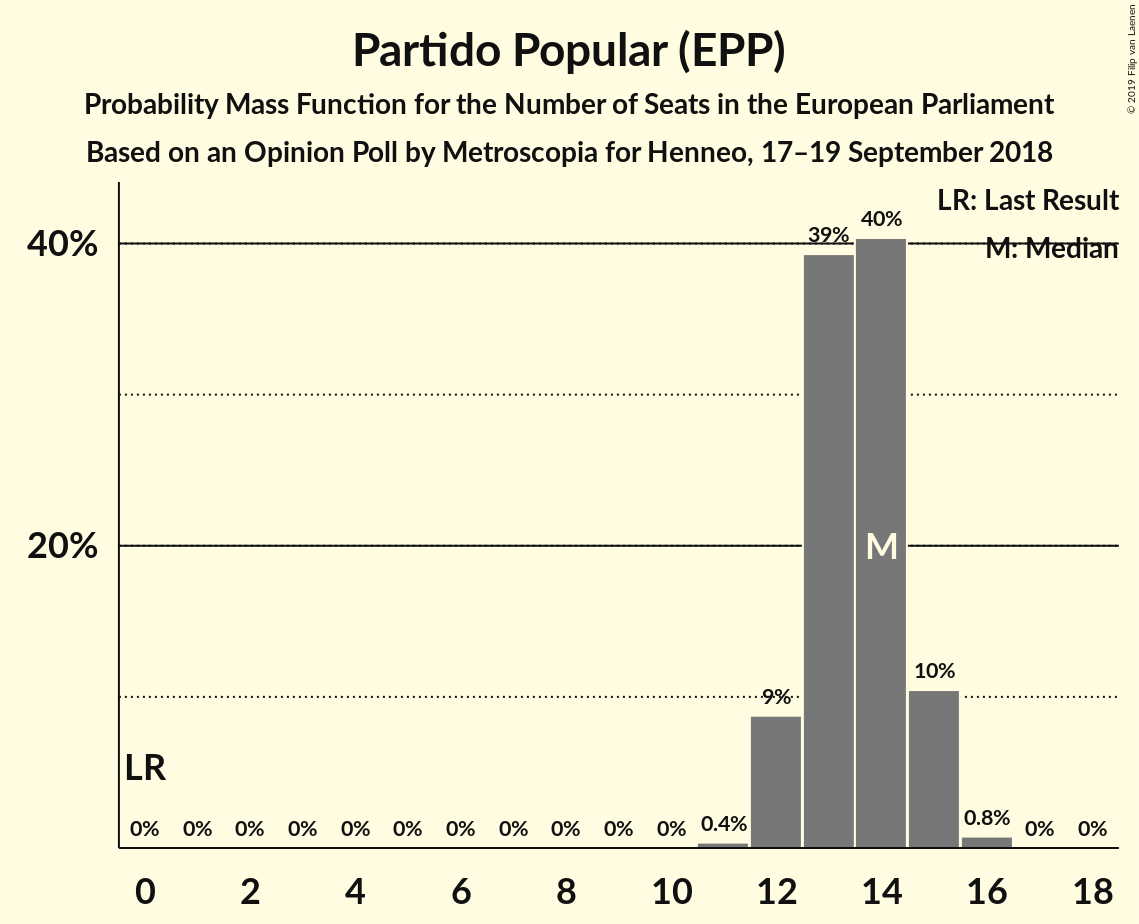 Partido Popular (EPP)
Probability Mass Function for the Number of Seats in the European Parliament
Based on an Opinion Poll by Metroscopia for Henneo, 17–19 September 2018
© 2019 Filip van Laenen
LR: Last Result
M: Median
40%
20%
39%
40%
M
9%
10%
LR
0% 0% 0% 0% 0% 0% 0% 0% 0% 0% 0% 0.4% 0.8% 0% 0%
0 2 4 6 8 10 12 14 16 18